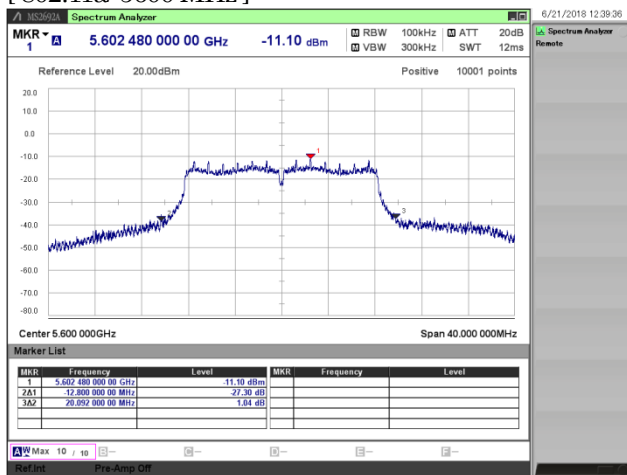 [802.11a 5600 MHz]
MS2692A Spectrum Analyzer
6/21/2018 12:39:36
MKR 1 A 5.602 480 000 00 GHz -11.10 dBm
M RBW 100kHz M ATT 20dB
M VBW 300kHz SWT 12ms
Spectrum Analyzer
Remote
Reference Level 20.00dBm Positive 10001 points
20.0
10.0
0.0
-10.0
-20.0
-30.0
-40.0
-50.0
-60.0
-70.0
-80.0
1
2
3
Center 5.600 000GHz Span 40.000 000MHz
Marker List
MKR Frequency Level MKR Frequency Level
1 5.602 480 000 00 GHz -11.10 dBm
2Δ1 -12.800 000 00 MHz -27.30 dB
3Δ2 20.092 000 00 MHz 1.04 dB
A W Max 10 / 10 B-- C-- D-- E-- F--
Ref.Int Pre-Amp Off